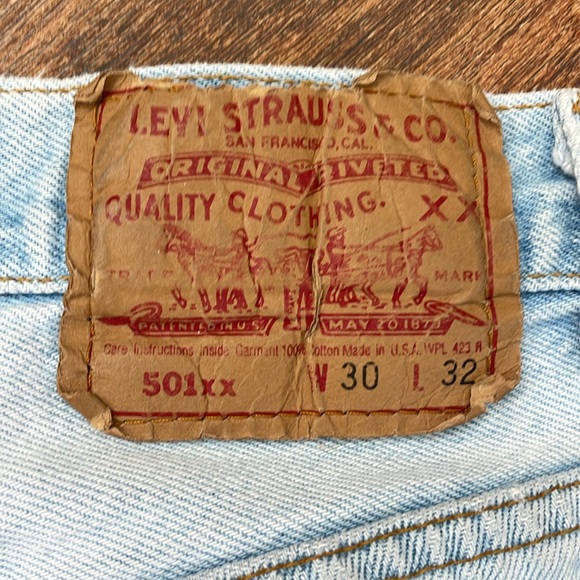 LEVI STRAUSS & CO.
SAN FRANCISCO, CAL.
ORIGINAL RIVETED
QUALITY CLOTHING. XX
TRADE MARK
PATENTED IN U.S. MAY 20 1873
Care Instructions Inside Garment 100% Cotton Made in U.S.A. WPL 423 R
501xx W 30 L 32